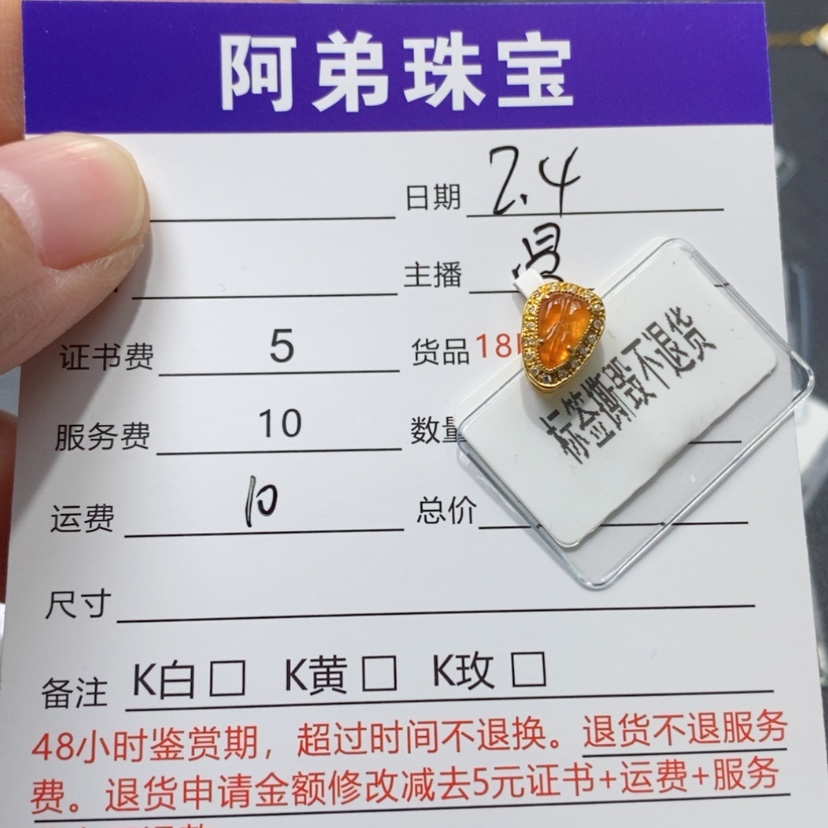 阿弟珠宝
日期 7.4
主播
证书费 5 货品 18
服务费 10 数量
运费 10 总价
标签撕毁不退货
尺寸
备注 K白□ K黄□ K玫□
48小时鉴赏期，超过时间不退换。退货不退服务
费。退货申请金额修改减去5元证书+运费+服务